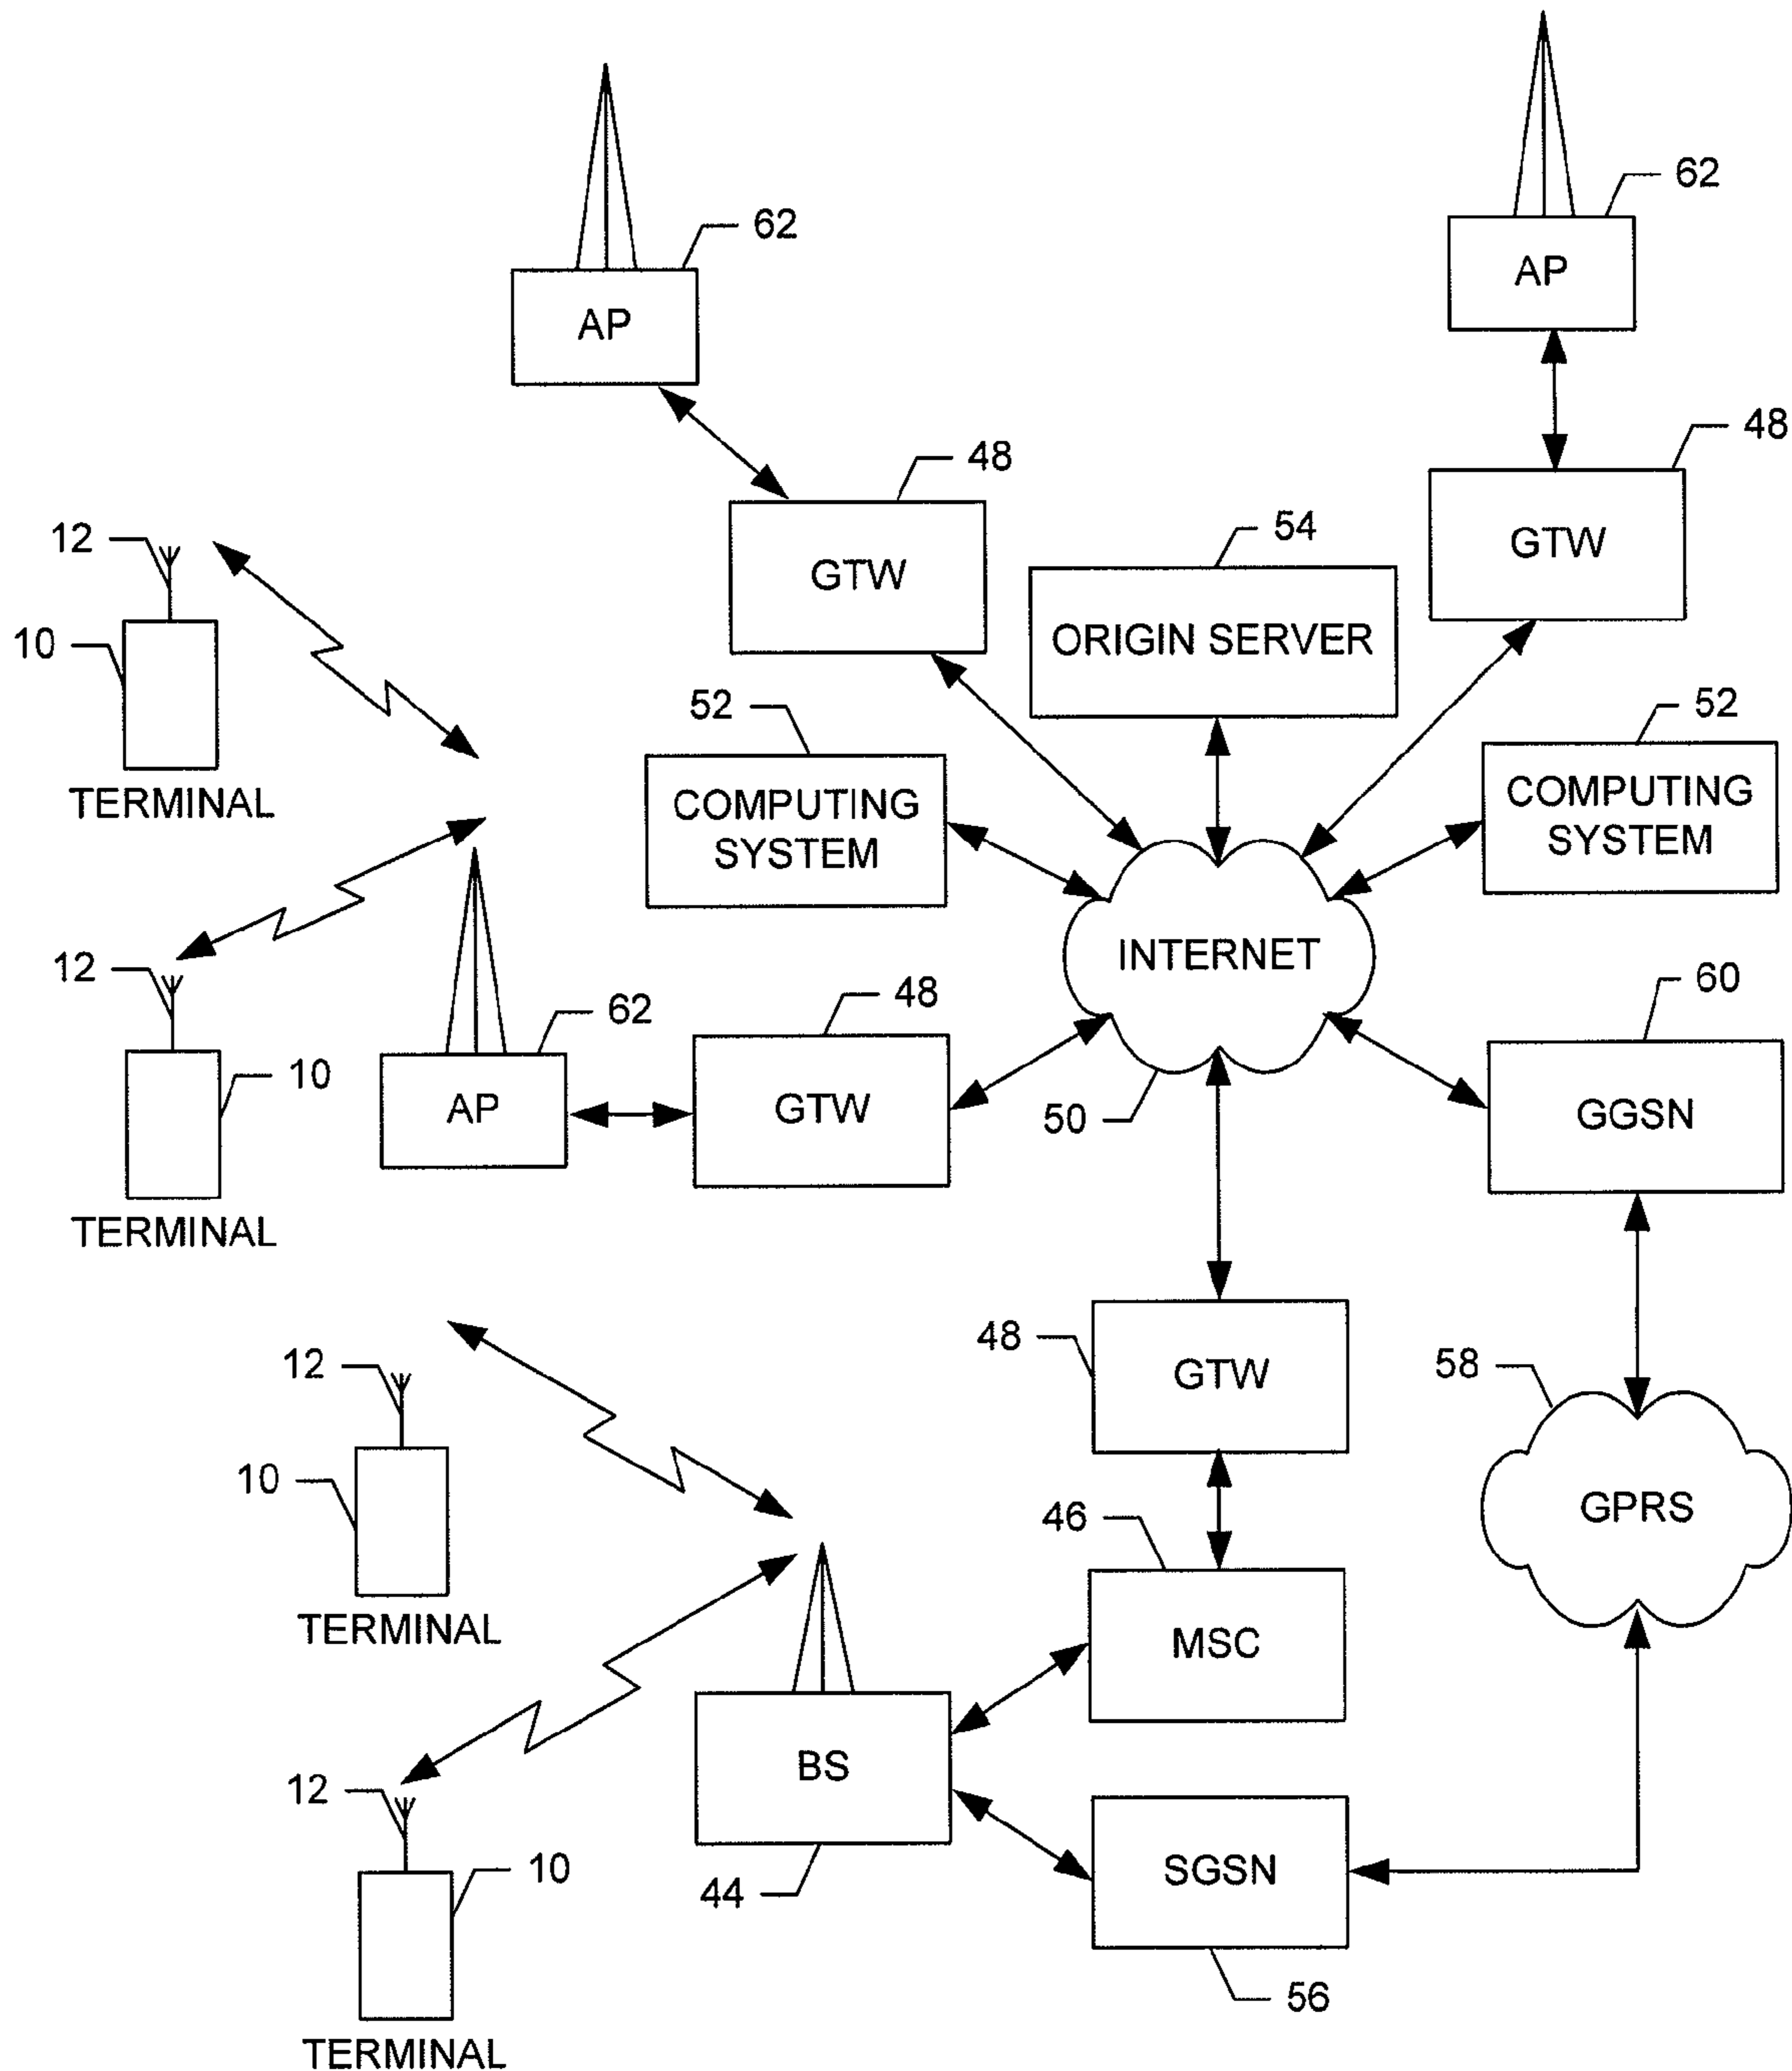 62
AP
62
AP
48
GTW
48
GTW
54
ORIGIN SERVER
12
10
TERMINAL
52
COMPUTING
SYSTEM
52
COMPUTING
SYSTEM
INTERNET
50
12
10
TERMINAL
62
AP
48
GTW
60
GGSN
48
GTW
58
GPRS
12
10
TERMINAL
46
MSC
BS
44
SGSN
56
12
10
TERMINAL